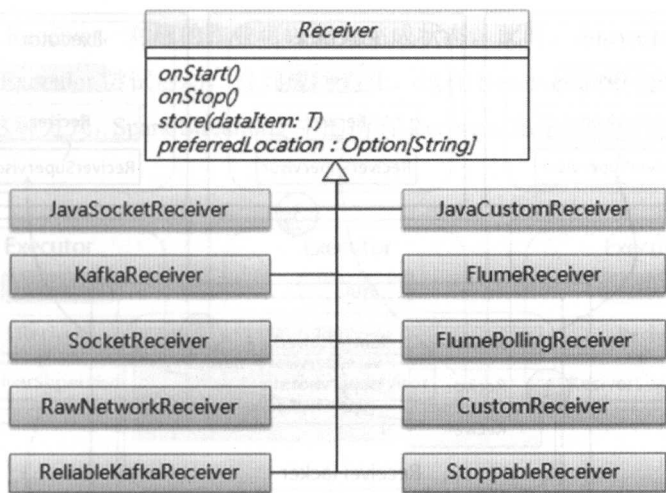 Receiver
onStart()
onStop()
store(dataItem: T)
preferredLocation : Option[String]
JavaSocketReceiver
JavaCustomReceiver
KafkaReceiver
FlumeReceiver
SocketReceiver
FlumePollingReceiver
RawNetworkReceiver
CustomReceiver
ReliableKafkaReceiver
StoppableReceiver